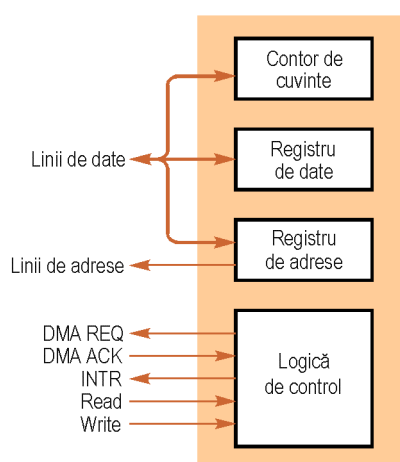 Contor de
cuvinte
Linii de date
Registru
de date
Registru
de adrese
Linii de adrese
DMA REQ
DMA ACK
INTR
Read
Write
Logică
de control